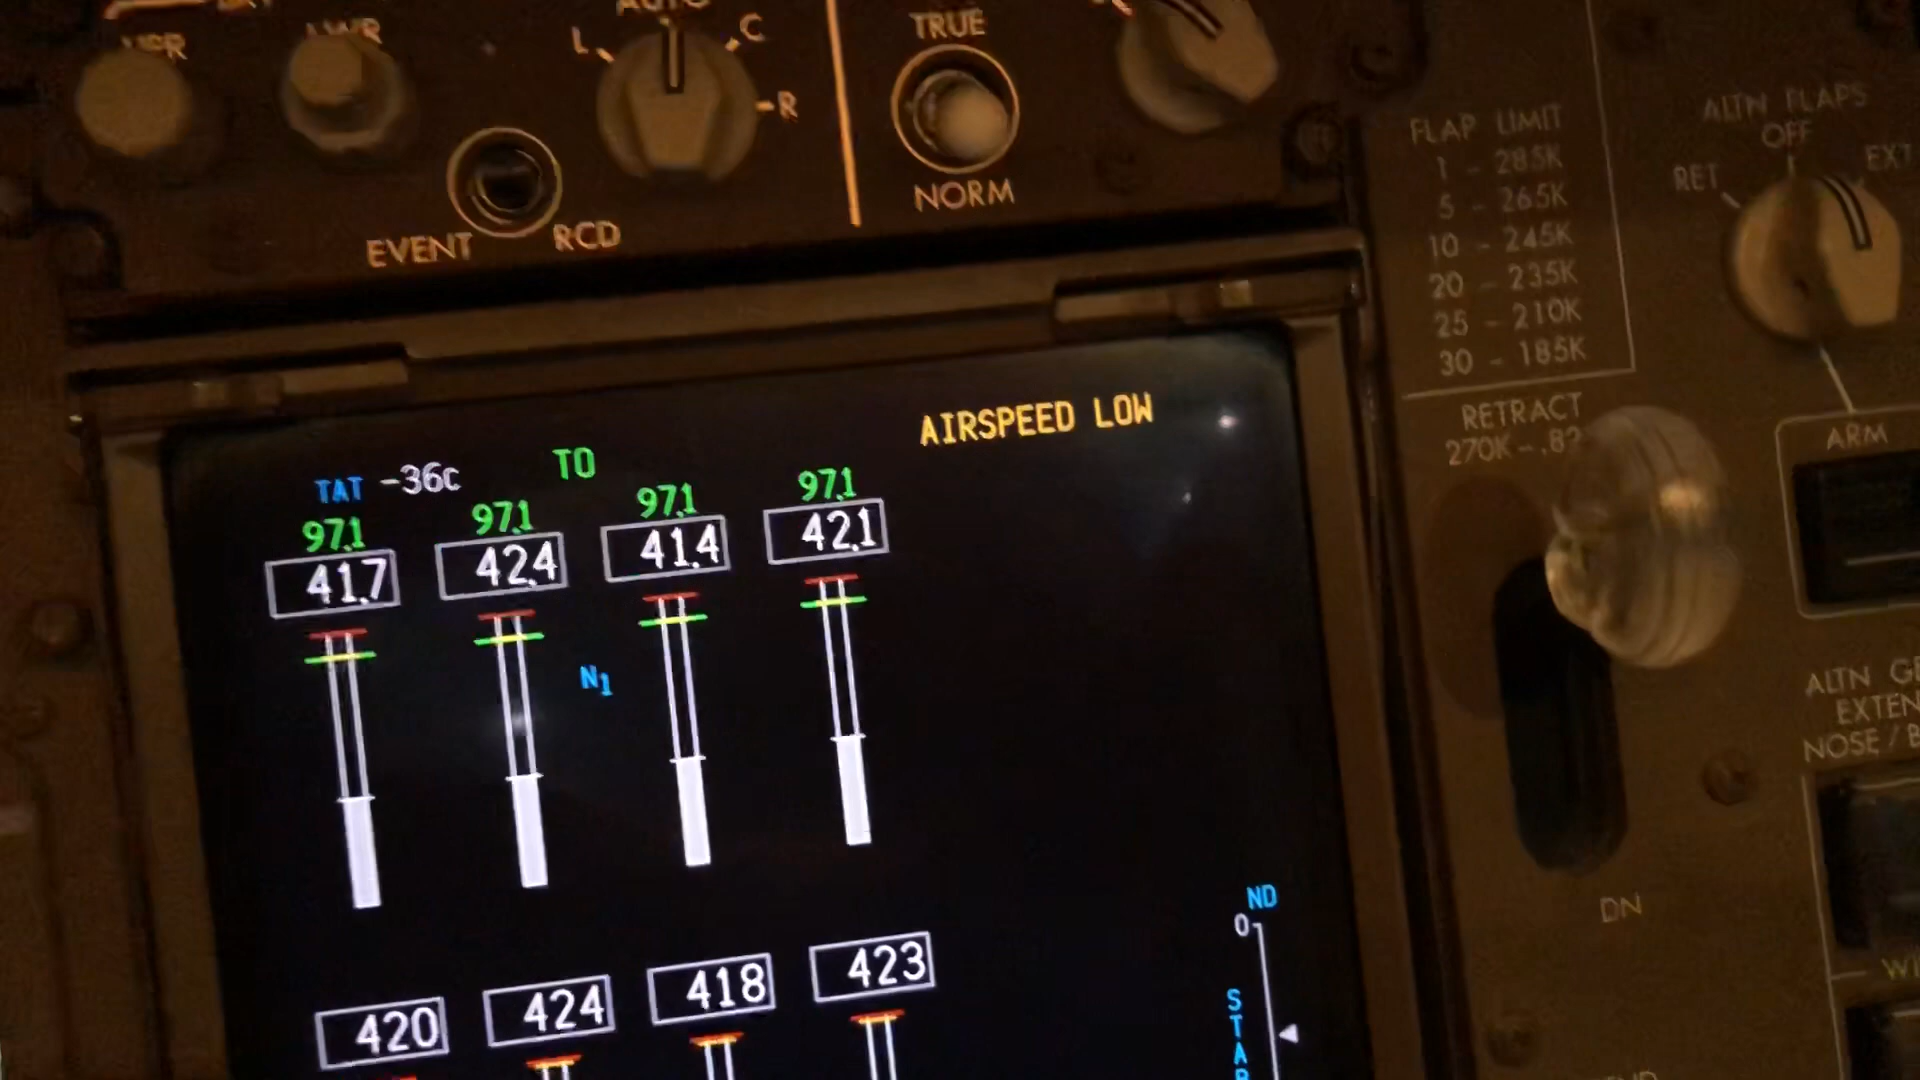 AUTO
L
C
R
EVENT
RCD
TRUE
NORM
FLAP LIMIT
1 - 285K
5 - 265K
10 - 245K
20 - 235K
25 - 210K
30 - 185K
RETRACT
270K-.82
ALTN FLAPS
OFF
RET
EXT
ARM
AIRSPEED LOW
TAT -36c
TO
97.1 97.1 97.1 97.1
41.7 42.4 41.4 42.1
N1
420 424 418 423
ND
0
STAB
DN
ALTN
EXTEN
NOSE / B